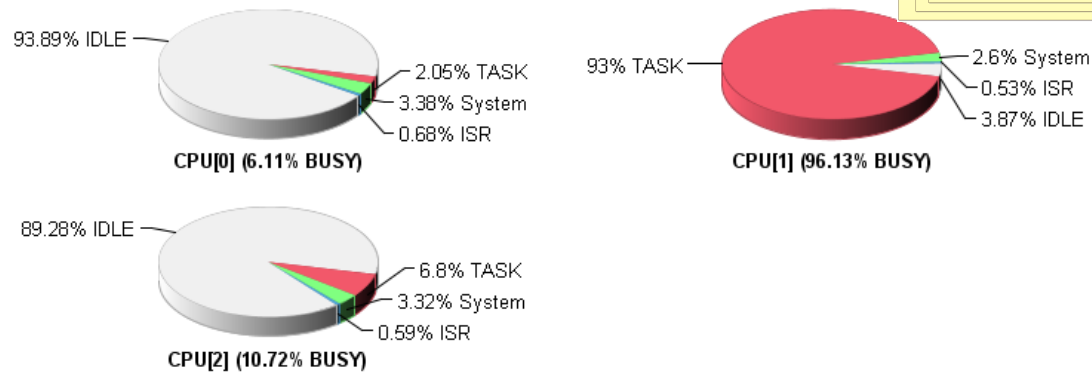 93.89% IDLE
2.05% TASK
3.38% System
0.68% ISR
CPU[0] (6.11% BUSY)
93% TASK
2.6% System
0.53% ISR
3.87% IDLE
CPU[1] (96.13% BUSY)
89.28% IDLE
6.8% TASK
3.32% System
0.59% ISR
CPU[2] (10.72% BUSY)